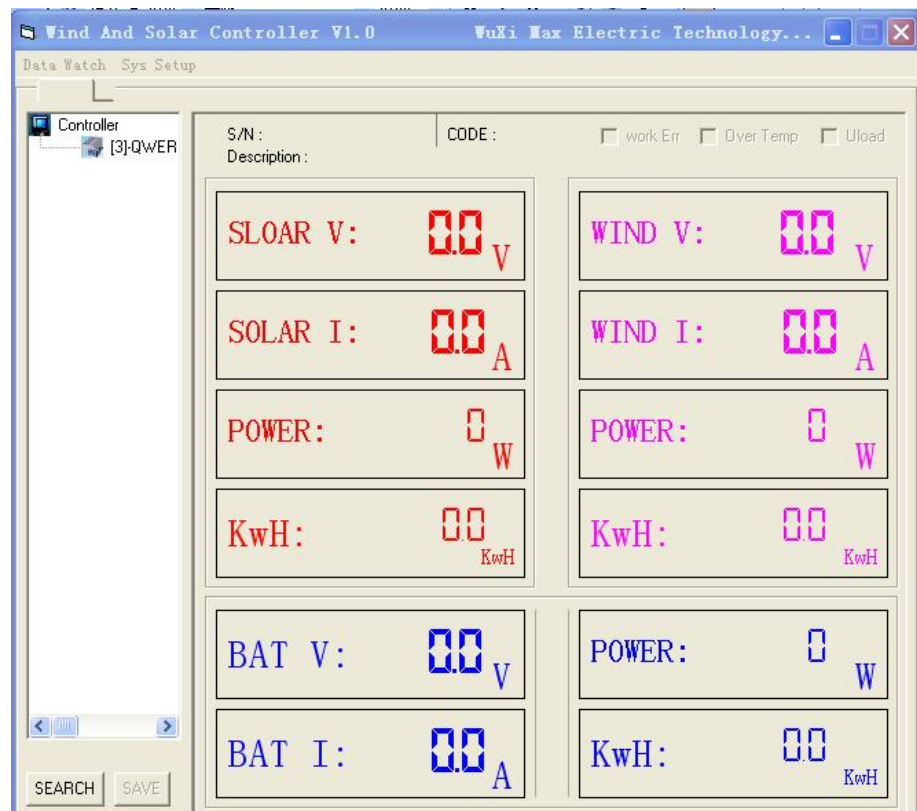 Wind And Solar Controller V1.0 WuXi Max Electric Technology...
Data Watch Sys Setup
Controller
[3]-QWER
S/N :
CODE :
work Err Over Temp Uload
Description :
SLOAR V: 0.0 V
WIND V: 0.0 V
SOLAR I: 0.0 A
WIND I: 0.0 A
POWER: 0 W
POWER: 0 W
KwH: 0.0 KwH
KwH: 0.0 KwH
BAT V: 0.0 V
POWER: 0 W
BAT I: 0.0 A
KwH: 0.0 KwH
SEARCH SAVE